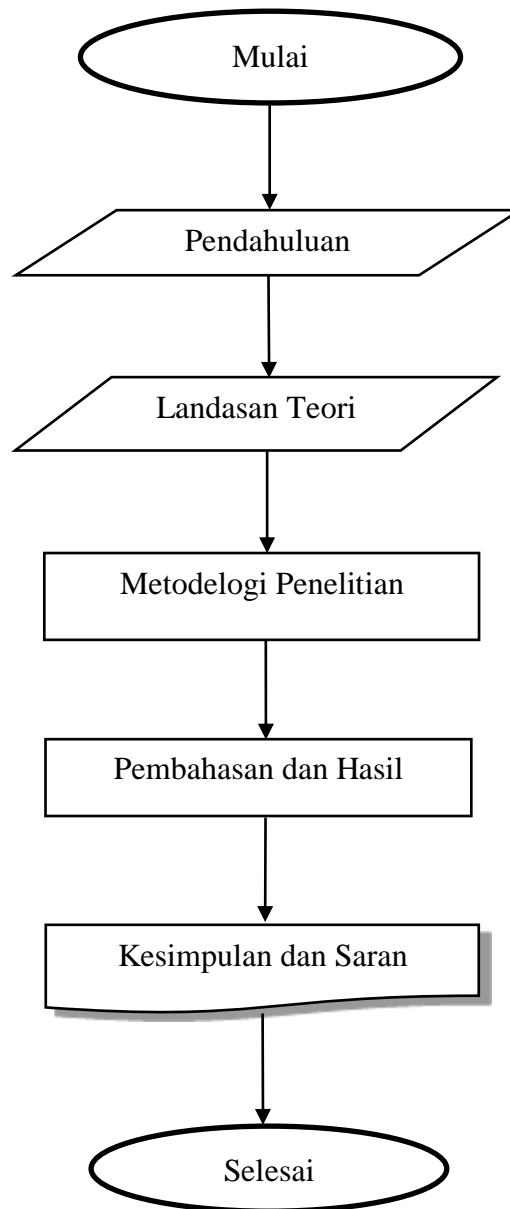 Mulai
Pendahuluan
Landasan Teori
Metodelogi Penelitian
Pembahasan dan Hasil
Kesimpulan dan Saran
Selesai